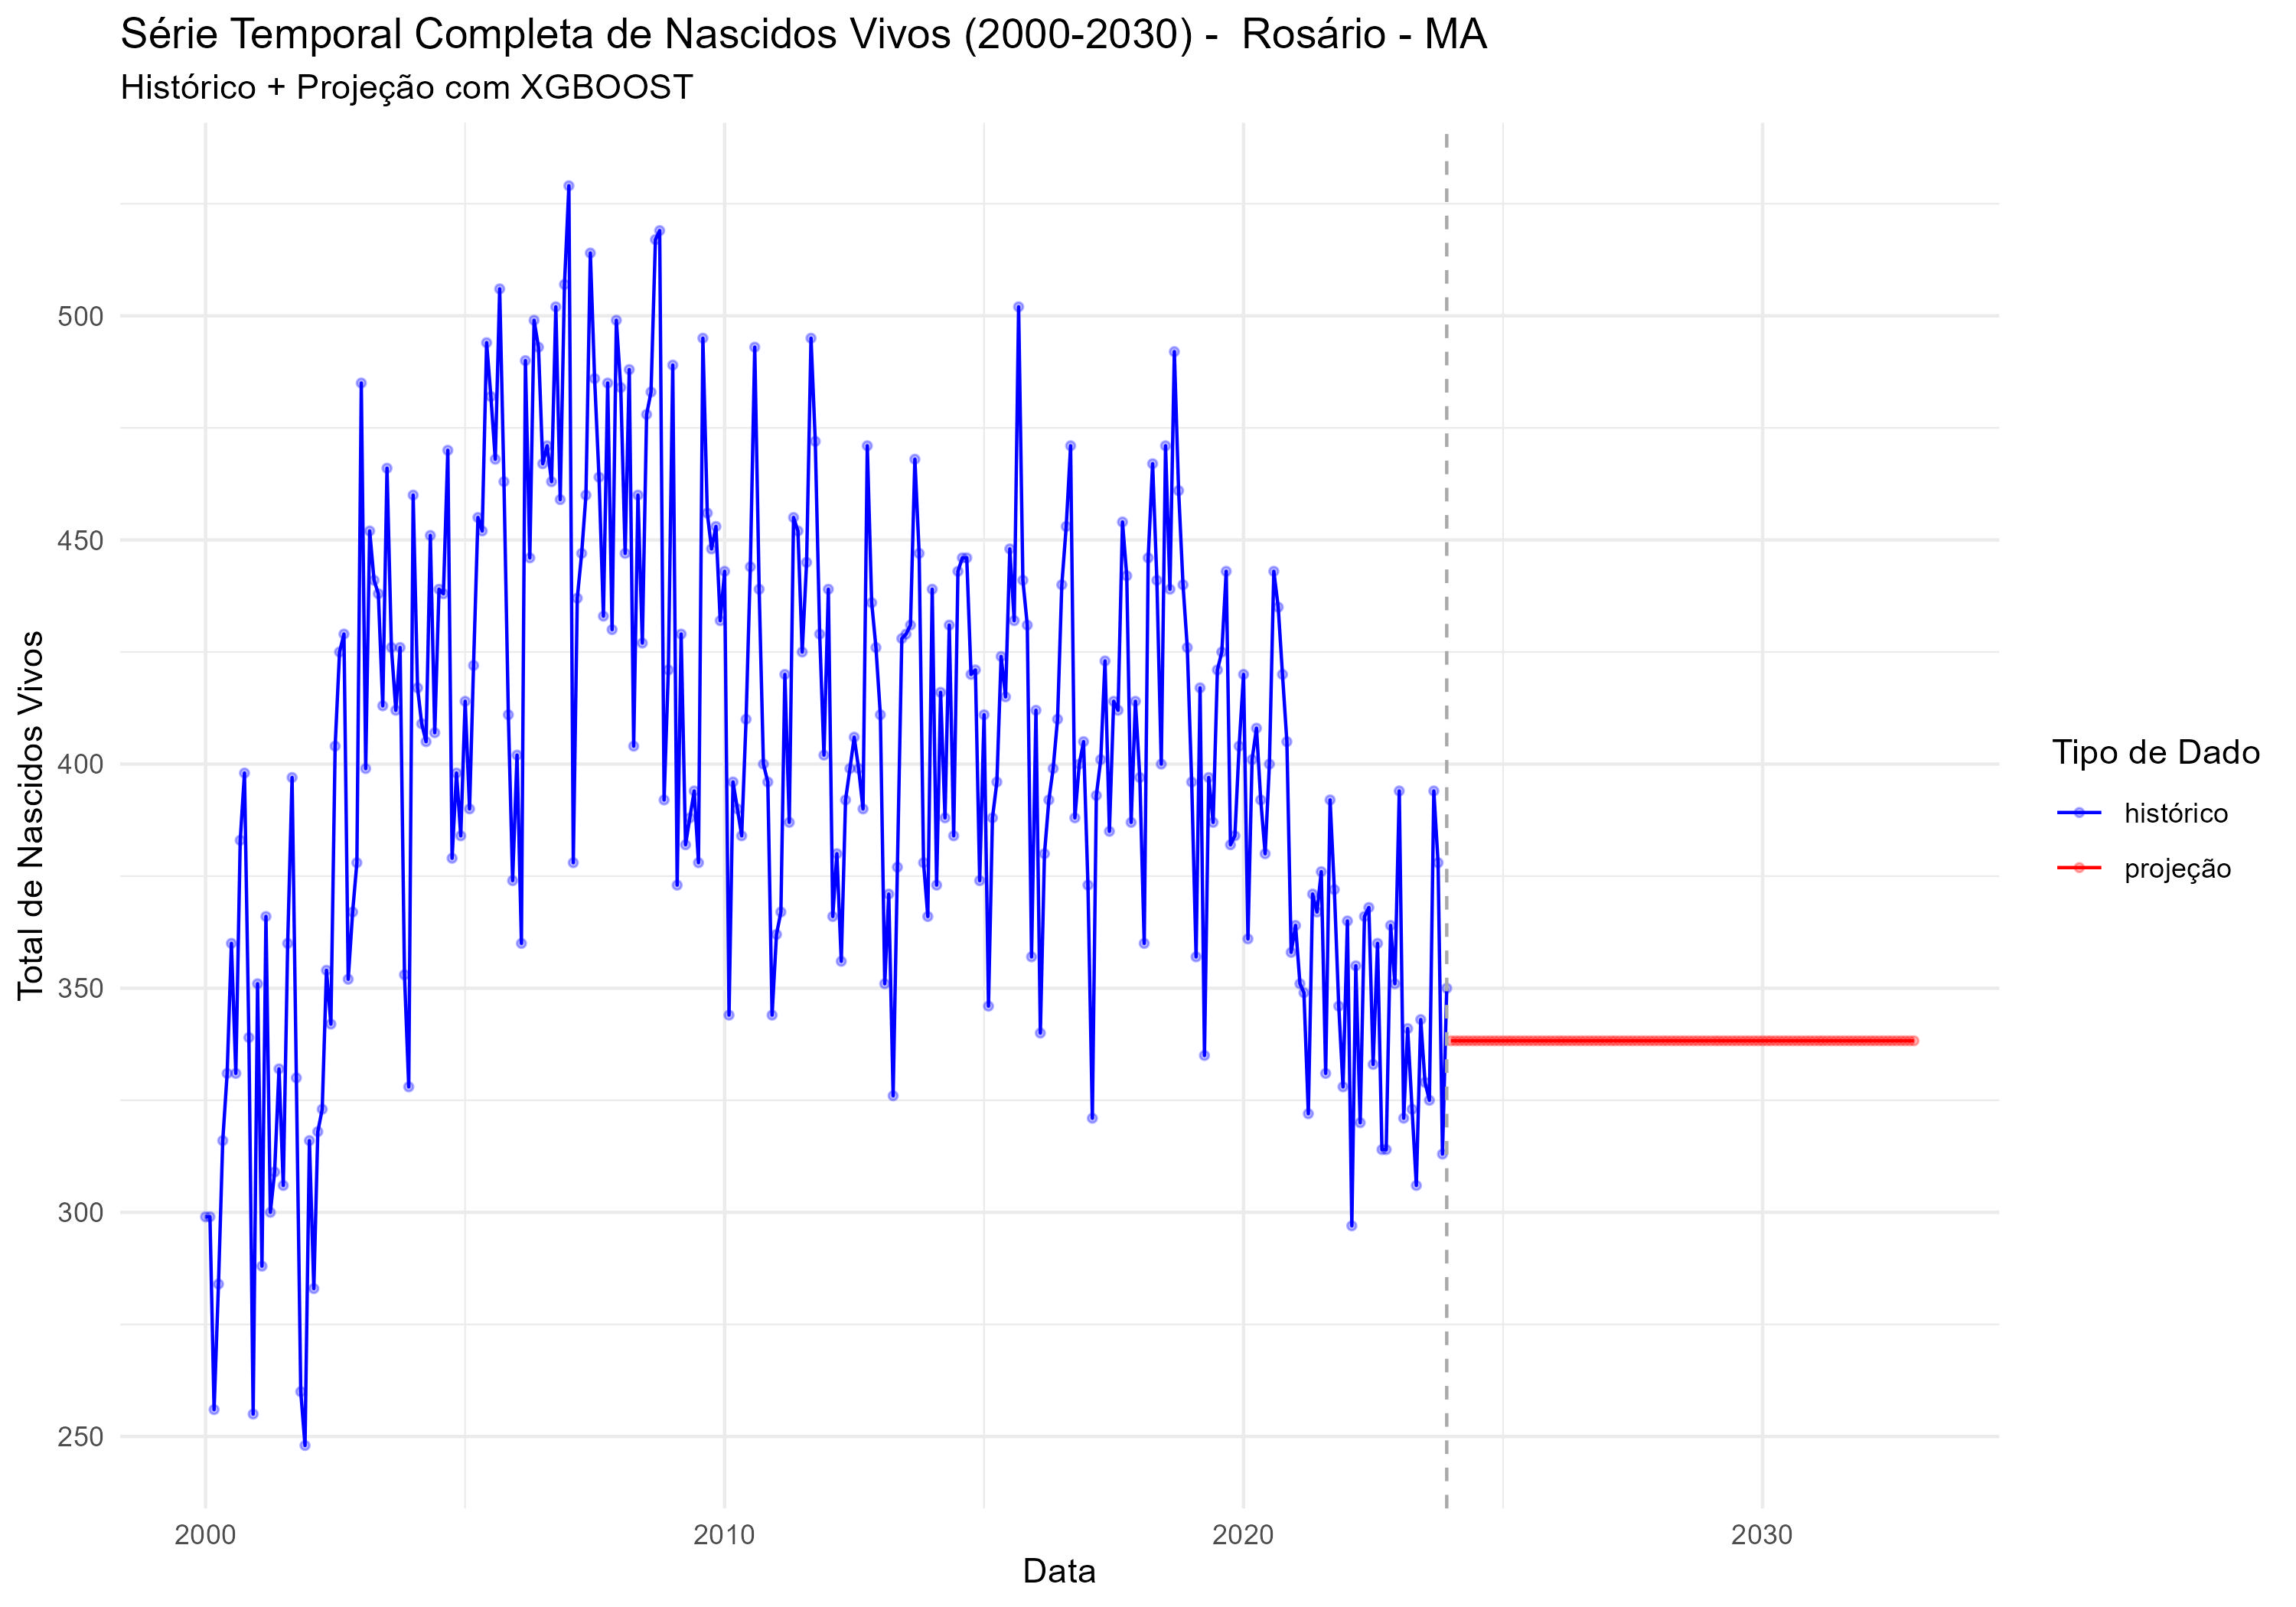 Série Temporal Completa de Nascidos Vivos (2000-2030) -  Rosário - MA
Histórico + Projeção com XGBOOST
Total de Nascidos Vivos
500
450
400
350
300
250
2000
2010
2020
2030
Data
Tipo de Dado
histórico
projeção